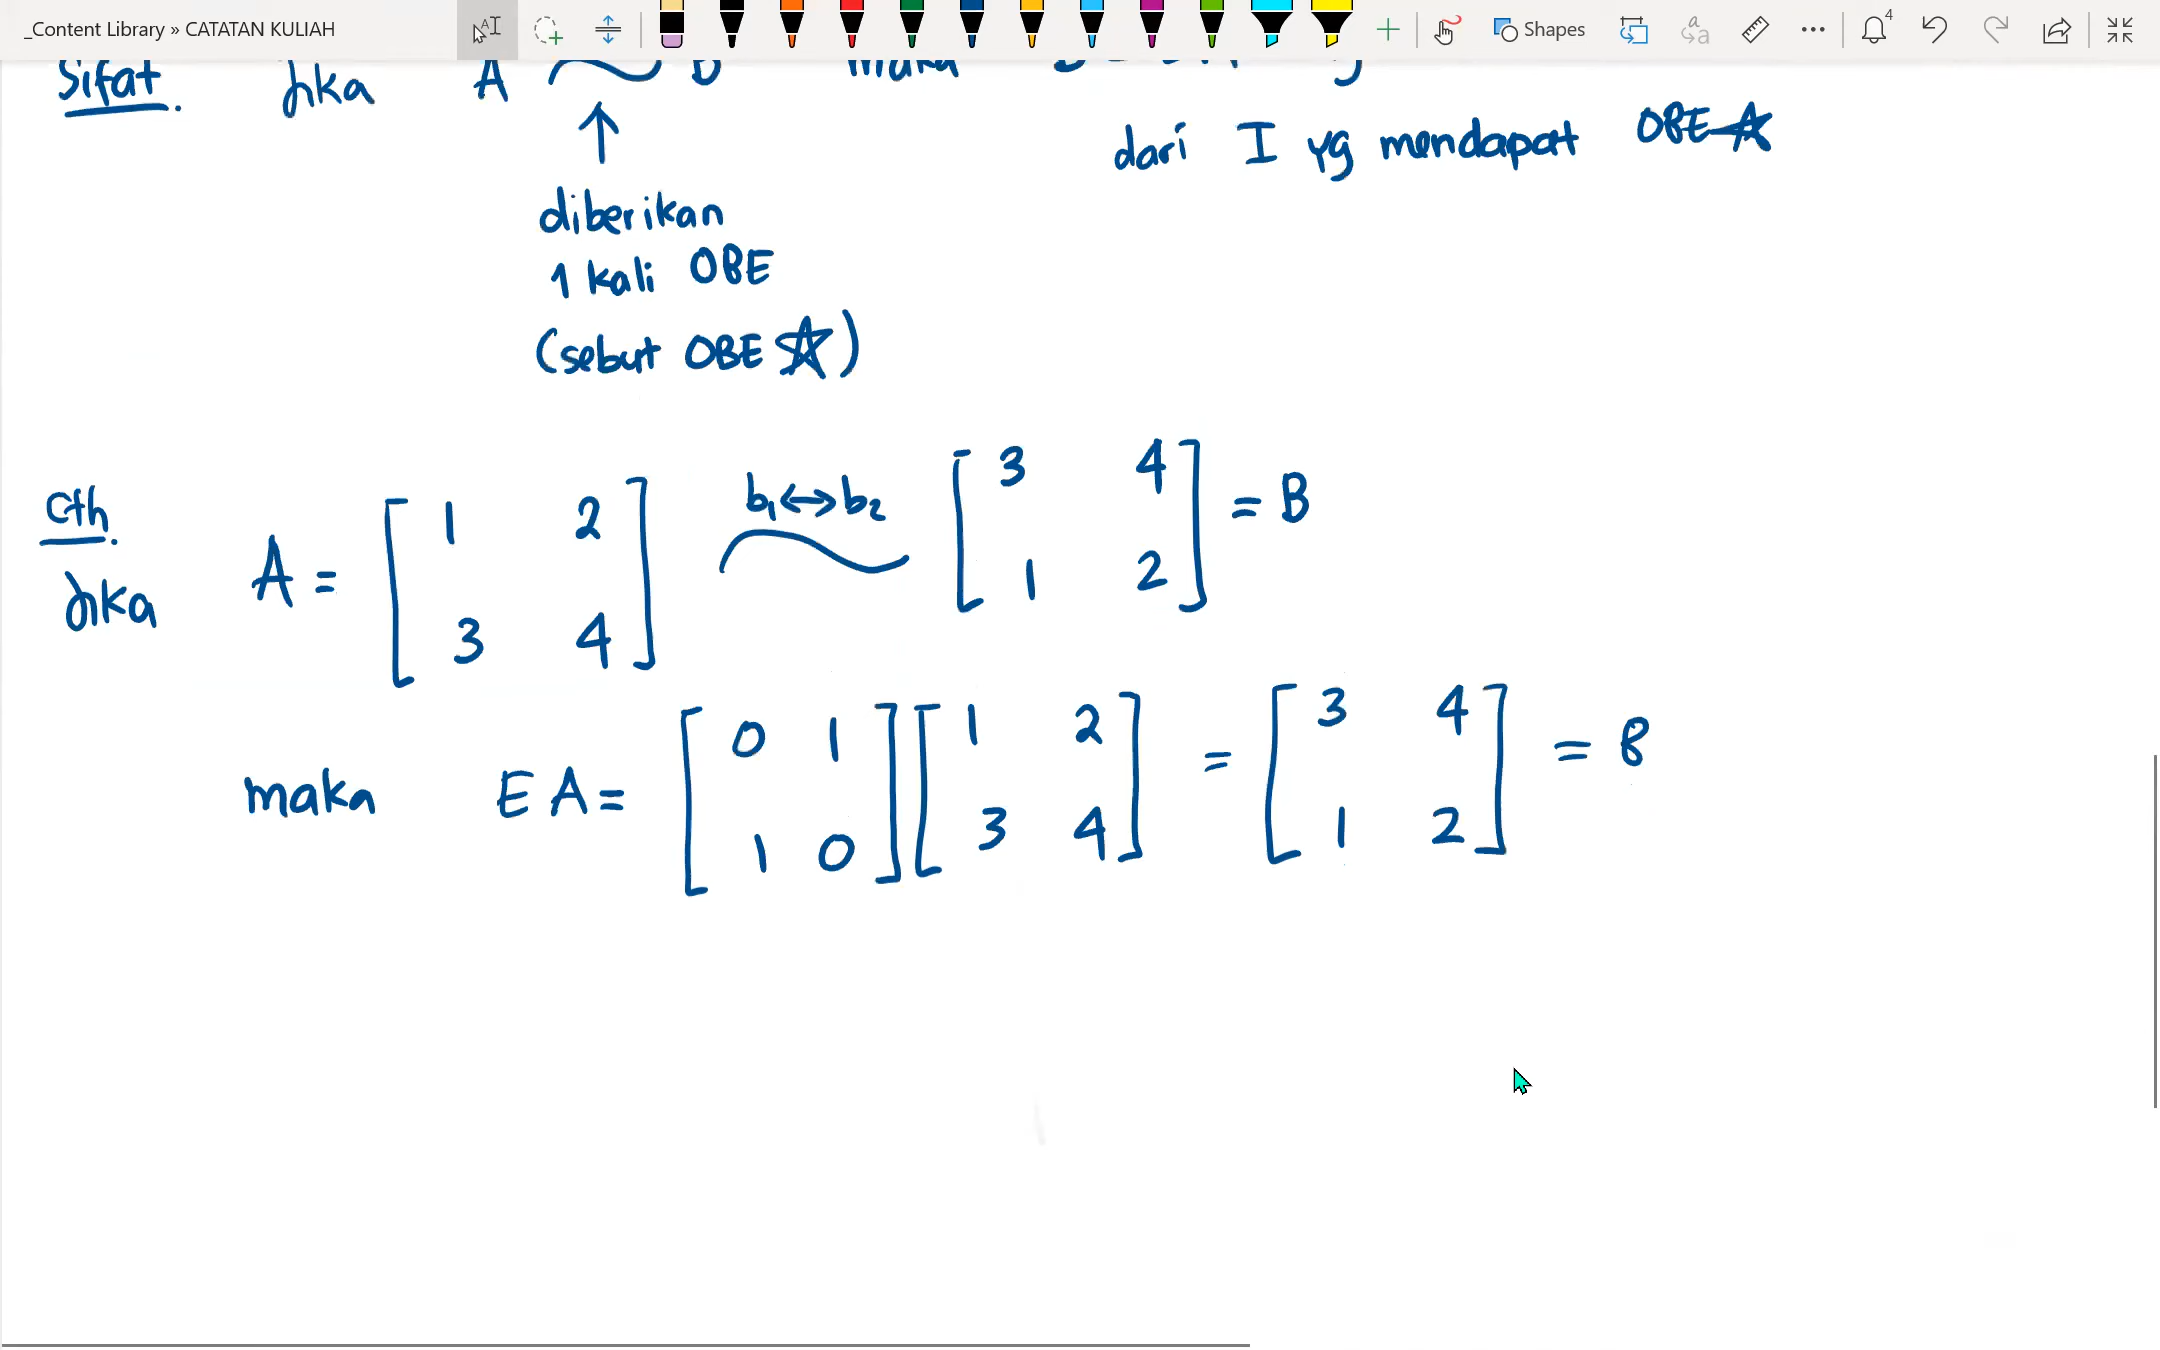 _Content Library » CATATAN KULIAH
Shapes
4
Sifat. Jika A B maka
dari I yg mendapat OBE ☆
↑
diberikan
1 kali OBE
(sebut OBE ☆)
Cth.
Jika A = [1 2; 3 4] b₁↔b₂ [3 4; 1 2] = B
maka EA = [0 1; 1 0] [1 2; 3 4] = [3 4; 1 2] = B